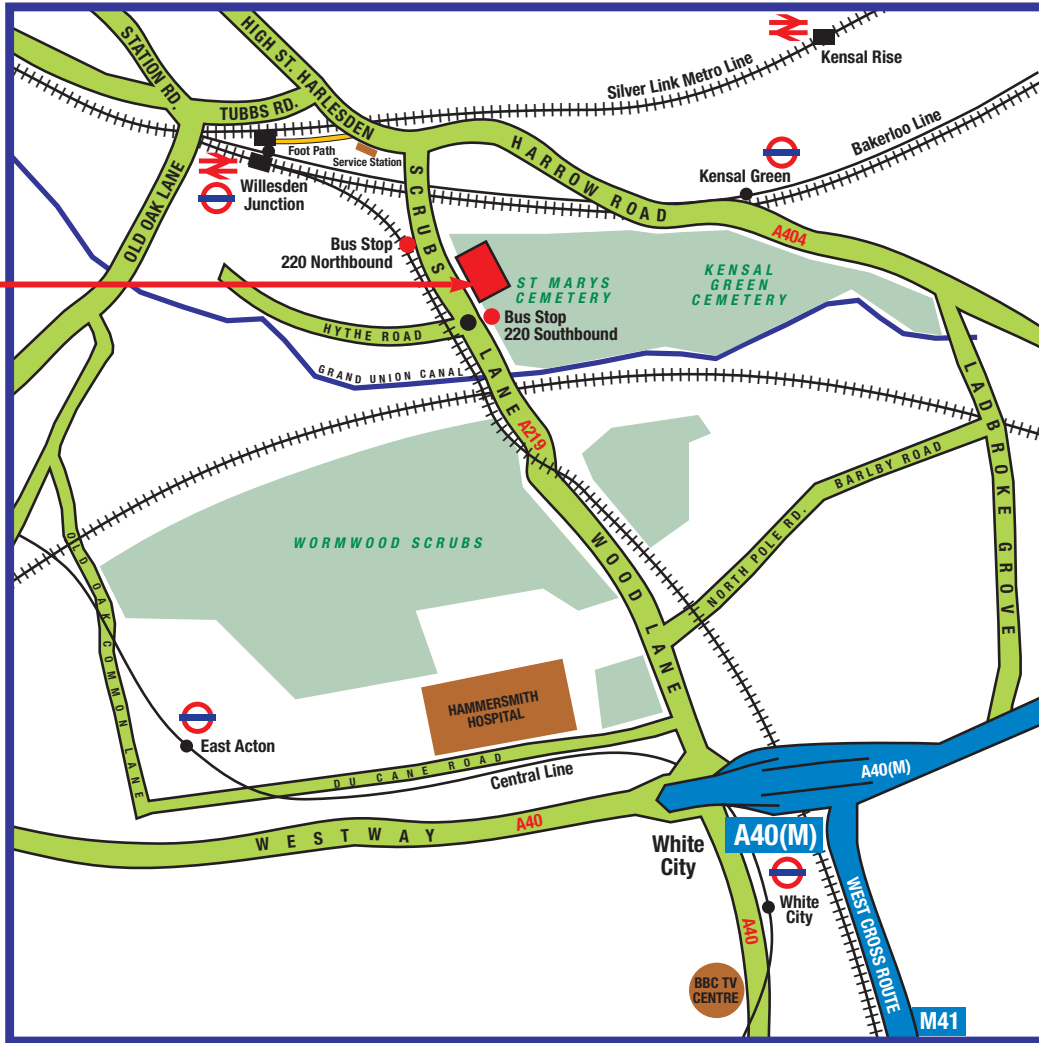 STATION RD.
HIGH ST. HARLESDEN
TUBBS RD.
Kensal Rise
Silver Link Metro Line
Bakerloo Line
Foot Path
Service Station
Willesden
Junction
OLD OAK LANE
SCRUBS LANE
HARROW ROAD
Kensal Green
A404
Bus Stop
220 Northbound
ST MARYS
CEMETERY
KENSAL
GREEN
CEMETERY
Bus Stop
220 Southbound
HYTHE ROAD
GRAND UNION CANAL
A219
LADBROKE GROVE
BARLBY ROAD
NORTH POLE RD.
WORMWOOD SCRUBS
WOOD LANE
OLD OAK COMMON LANE
HAMMERSMITH
HOSPITAL
East Acton
DU CANE ROAD
Central Line
A40(M)
WESTWAY
A40
White
City
A40(M)
White
City
A40
WEST CROSS ROUTE
BBC TV
CENTRE
M41